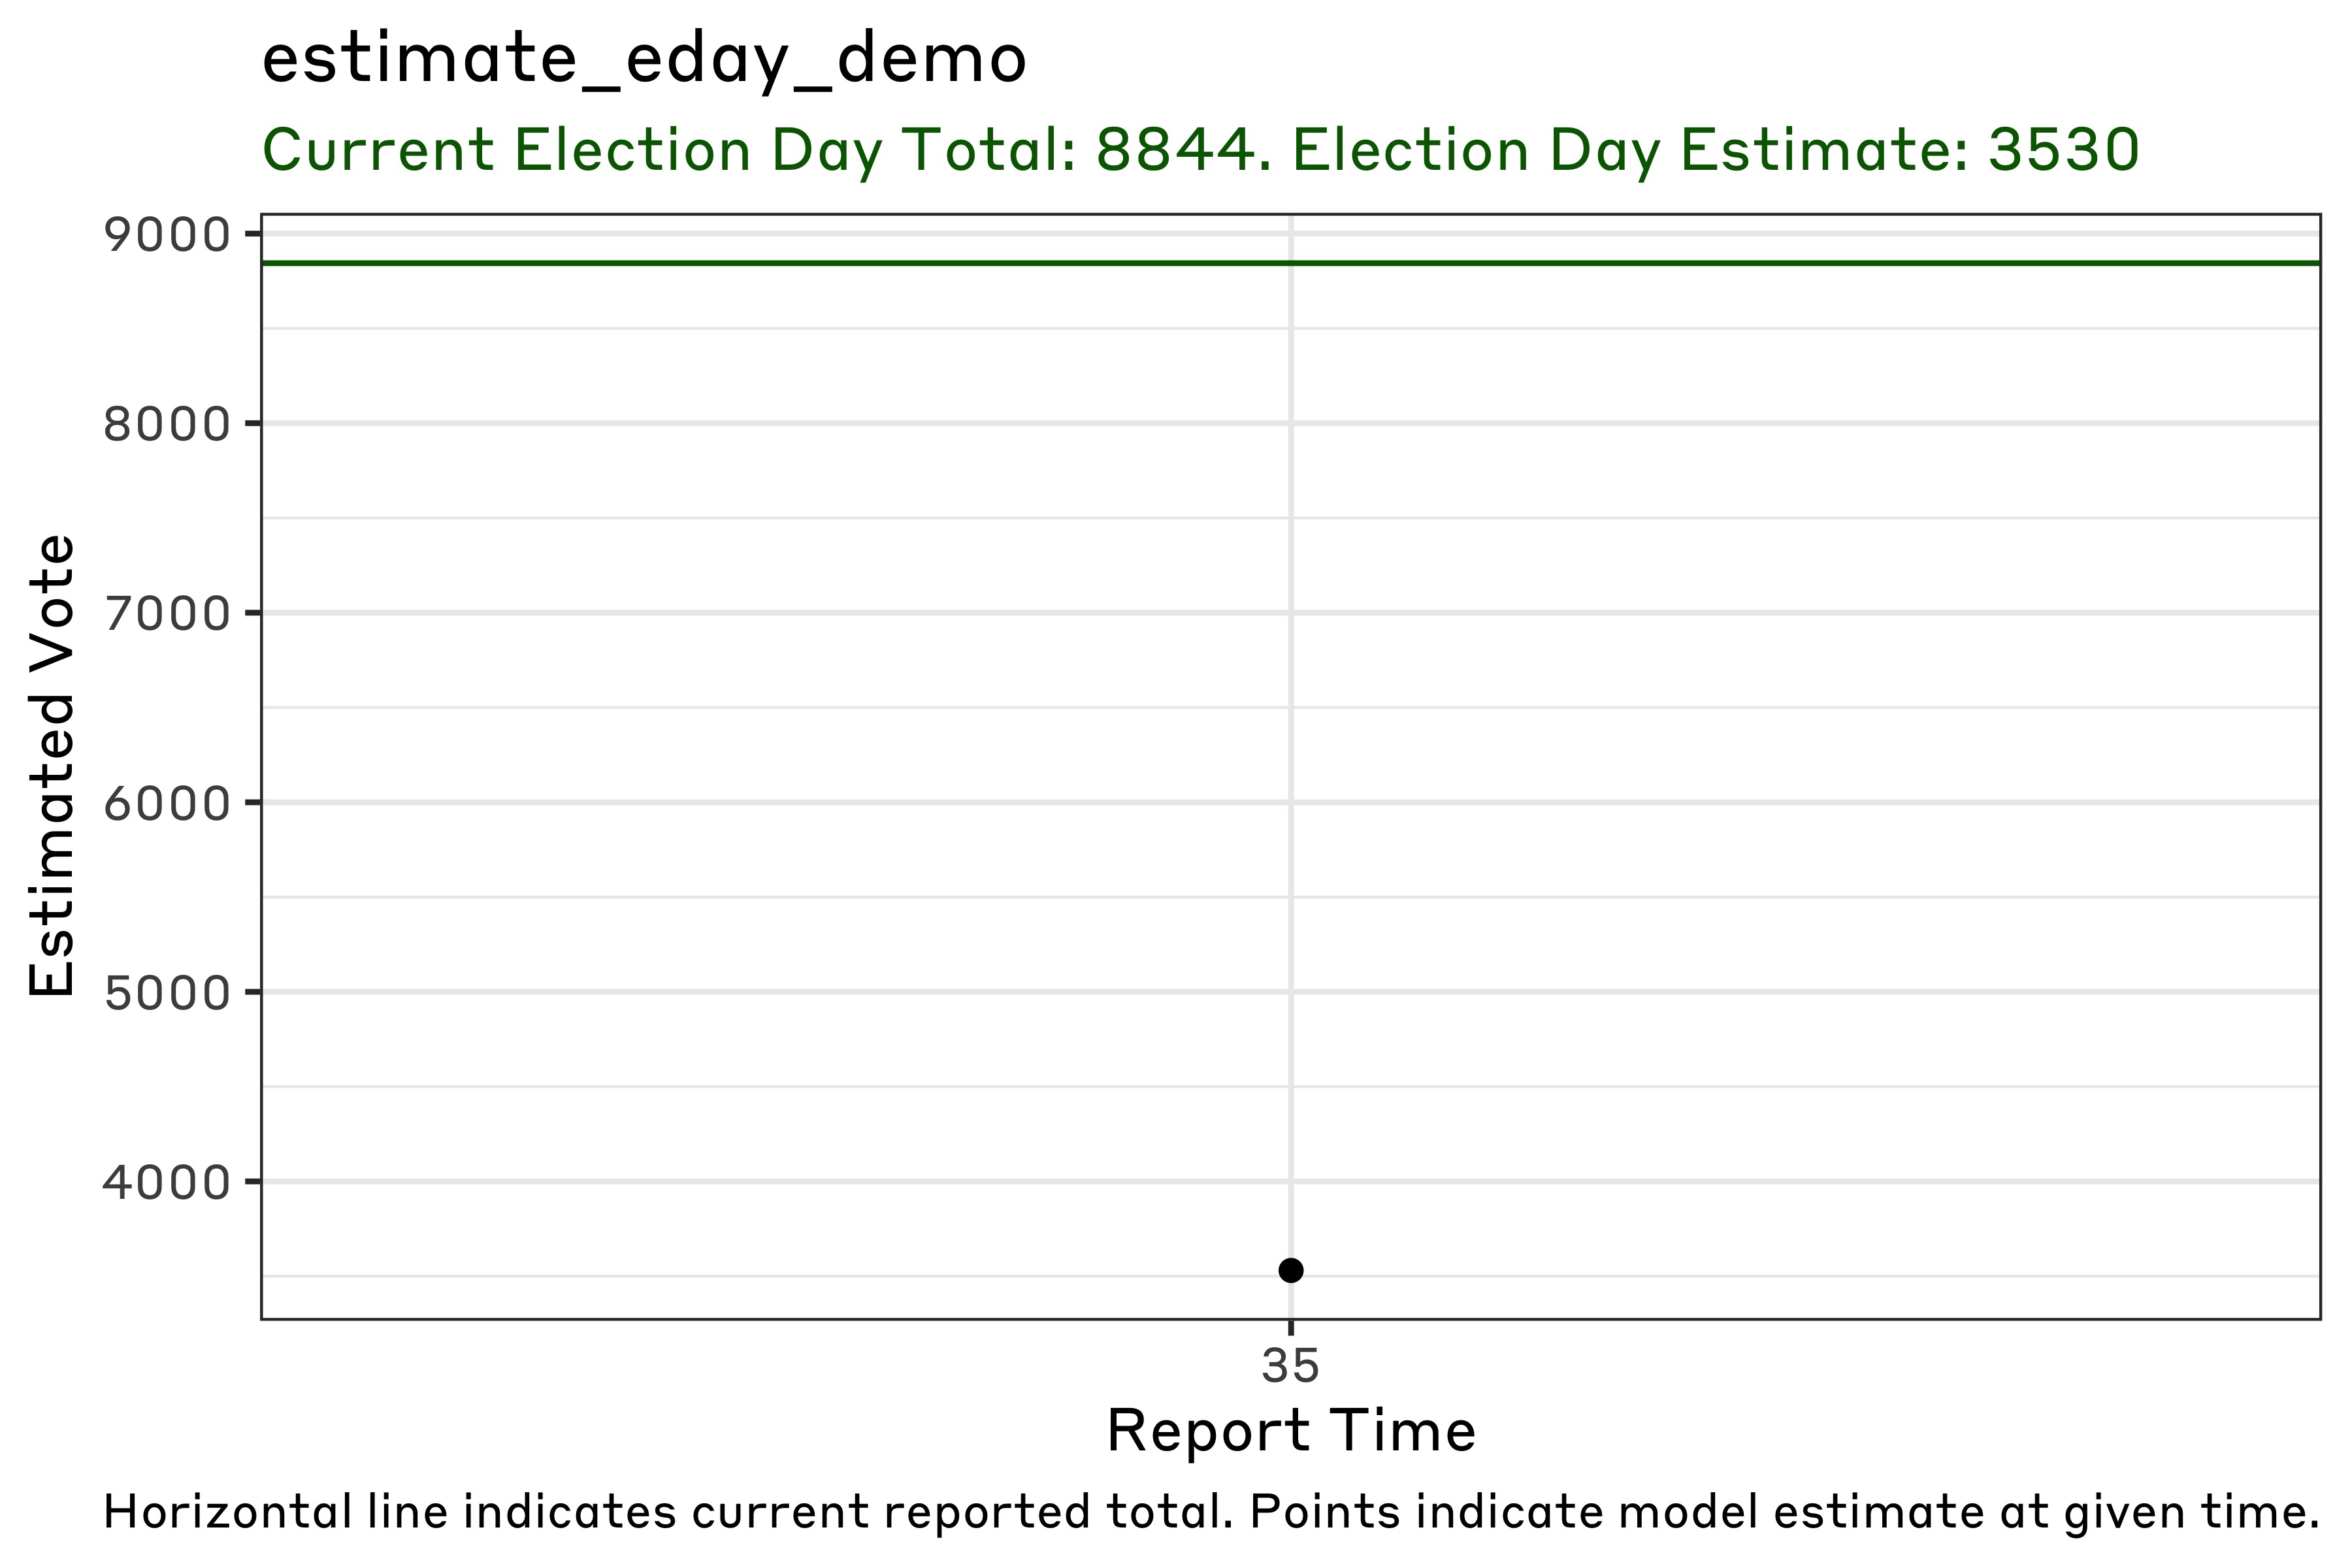 estimate_eday_demo
Current Election Day Total: 8844. Election Day Estimate: 3530
9000
8000
7000
6000
5000
4000
Estimated Vote
35
Report Time
Horizontal line indicates current reported total. Points indicate model estimate at given time.